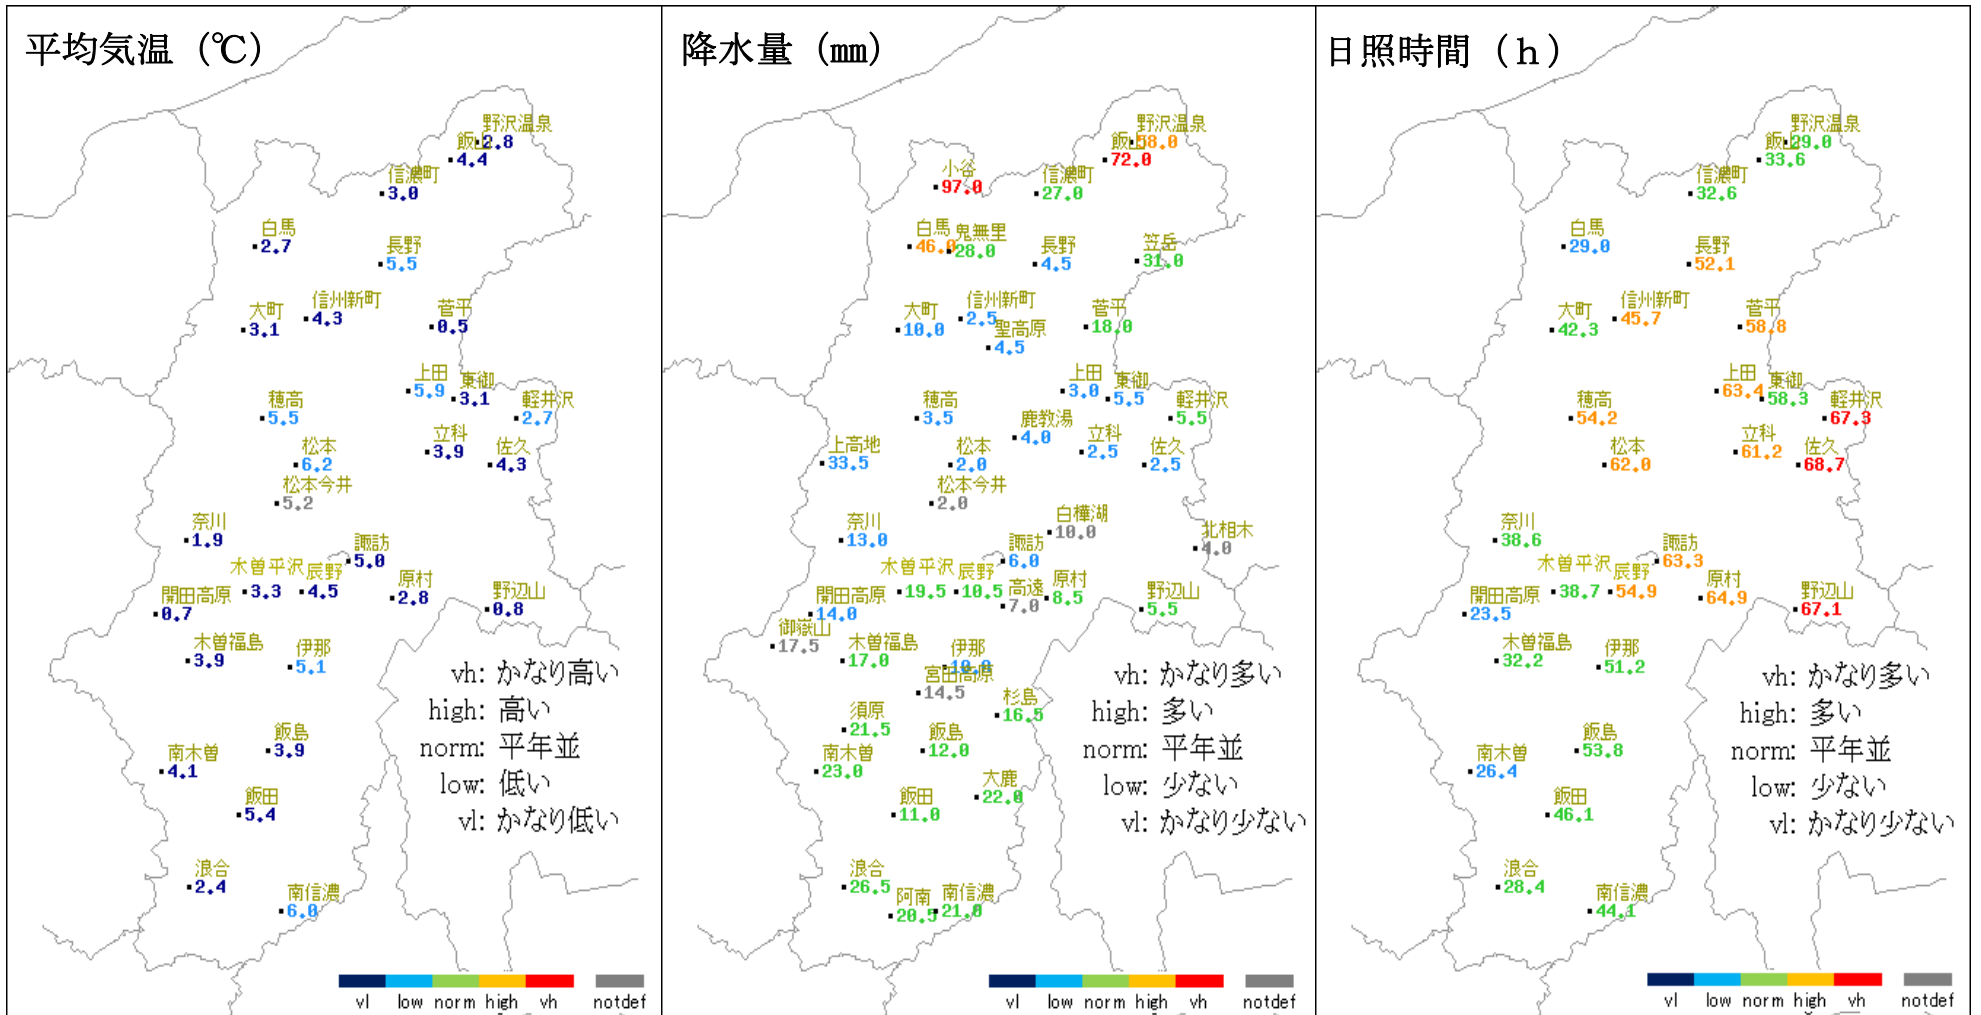 平均気温（℃）
野沢温泉
2.8
飯山
4.4
信濃町
3.0
白馬
2.7
長野
5.5
信州新町
4.3
大町
3.1
菅平
0.5
上田
5.9
東御
3.1
穂高
5.5
軽井沢
2.7
松本
6.2
立科
3.9
佐久
4.3
松本今井
5.2
奈川
1.9
諏訪
5.0
木曽平沢
3.3
辰野
4.5
開田高原
0.7
原村
2.8
野辺山
0.8
木曽福島
3.9
伊那
5.1
飯島
3.9
南木曽
4.1
飯田
5.4
浪合
2.4
南信濃
6.0
vh: かなり高い
high: 高い
norm: 平年並
low: 低い
vl: かなり低い
vl low norm high vh notdef
降水量（㎜）
野沢温泉
58.0
飯山
72.0
小谷
97.0
信濃町
27.0
白馬
46.0
鬼無里
28.0
長野
4.5
笠岳
31.0
大町
10.0
信州新町
2.5
聖高原
4.5
菅平
18.0
上田
3.0
東御
5.5
穂高
3.5
軽井沢
5.5
鹿教湯
4.0
上高地
33.5
松本
2.0
立科
2.5
佐久
2.5
松本今井
2.0
白樺湖
10.0
奈川
13.0
北相木
4.0
諏訪
6.0
木曽平沢
19.5
辰野
10.5
高遠
7.0
原村
8.5
開田高原
14.0
野辺山
5.5
御嶽山
17.5
木曽福島
17.0
伊那
宮田高原
14.5
杉島
16.5
須原
21.5
飯島
12.0
南木曽
23.0
大鹿
22.0
飯田
11.0
浪合
26.5
阿南
20.5
南信濃
21.0
vh: かなり多い
high: 多い
norm: 平年並
low: 少ない
vl: かなり少ない
vl low norm high vh notdef
日照時間（ｈ）
野沢温泉
29.0
飯山
33.6
信濃町
32.6
白馬
29.0
長野
52.1
信州新町
45.7
大町
42.3
菅平
58.8
上田
63.4
東御
58.3
穂高
54.2
軽井沢
67.3
松本
62.0
立科
61.2
佐久
68.7
奈川
38.6
諏訪
63.3
木曽平沢
38.7
辰野
54.9
開田高原
23.5
原村
64.9
野辺山
67.1
木曽福島
32.2
伊那
51.2
飯島
53.8
南木曽
26.4
飯田
46.1
浪合
28.4
南信濃
44.1
vh: かなり多い
high: 多い
norm: 平年並
low: 少ない
vl: かなり少ない
vl low norm high vh notdef